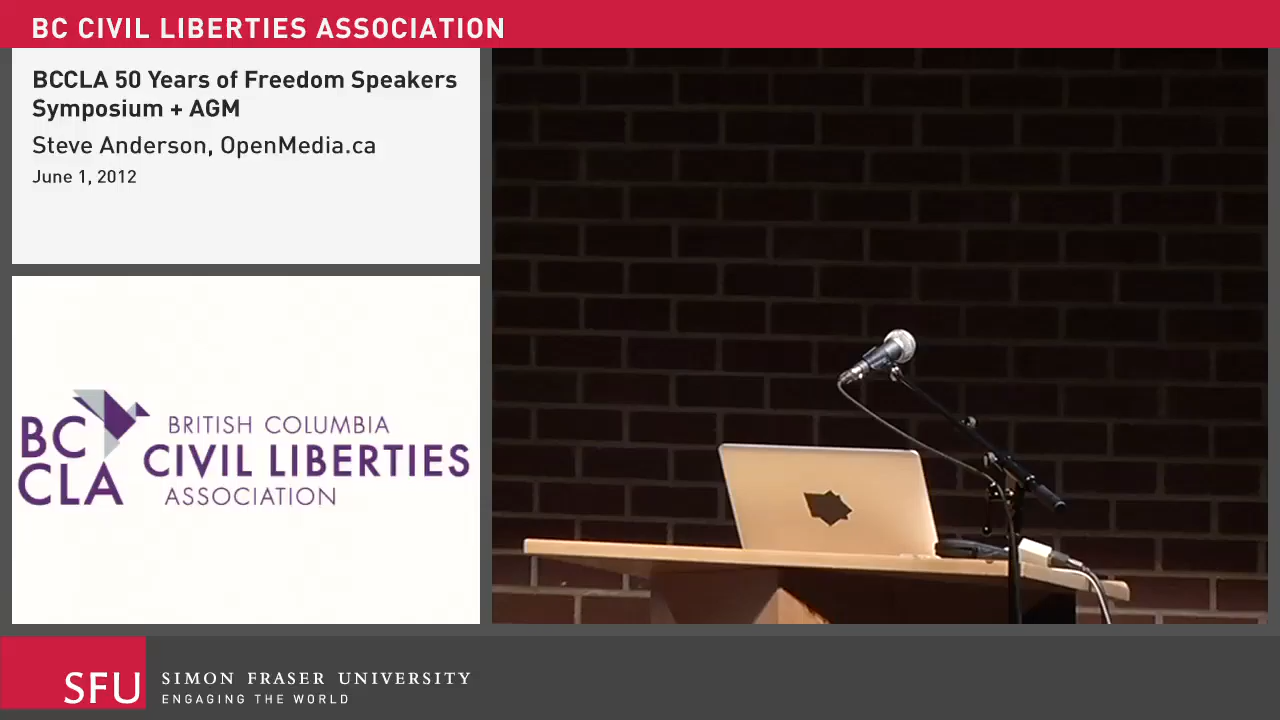 BC CIVIL LIBERTIES ASSOCIATION
BCCLA 50 Years of Freedom Speakers
Symposium + AGM
Steve Anderson, OpenMedia.ca
June 1, 2012
BC
CLA
BRITISH COLUMBIA
CIVIL LIBERTIES
ASSOCIATION
SFU
SIMON FRASER UNIVERSITY
ENGAGING THE WORLD